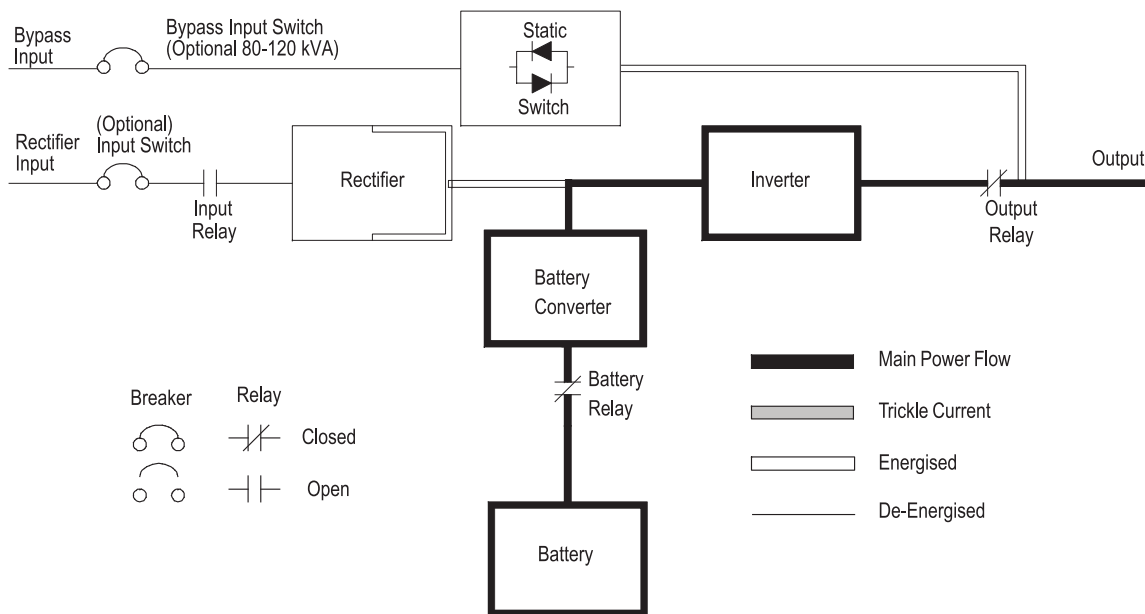 Bypass
Input
Bypass Input Switch
(Optional 80-120 kVA)
Static
Switch
Rectifier
Input
(Optional)
Input Switch
Input
Relay
Rectifier
Inverter
Output
Output
Relay
Battery
Converter
Battery
Relay
Battery
Breaker
Relay
Closed
Open
Main Power Flow
Trickle Current
Energised
De-Energised